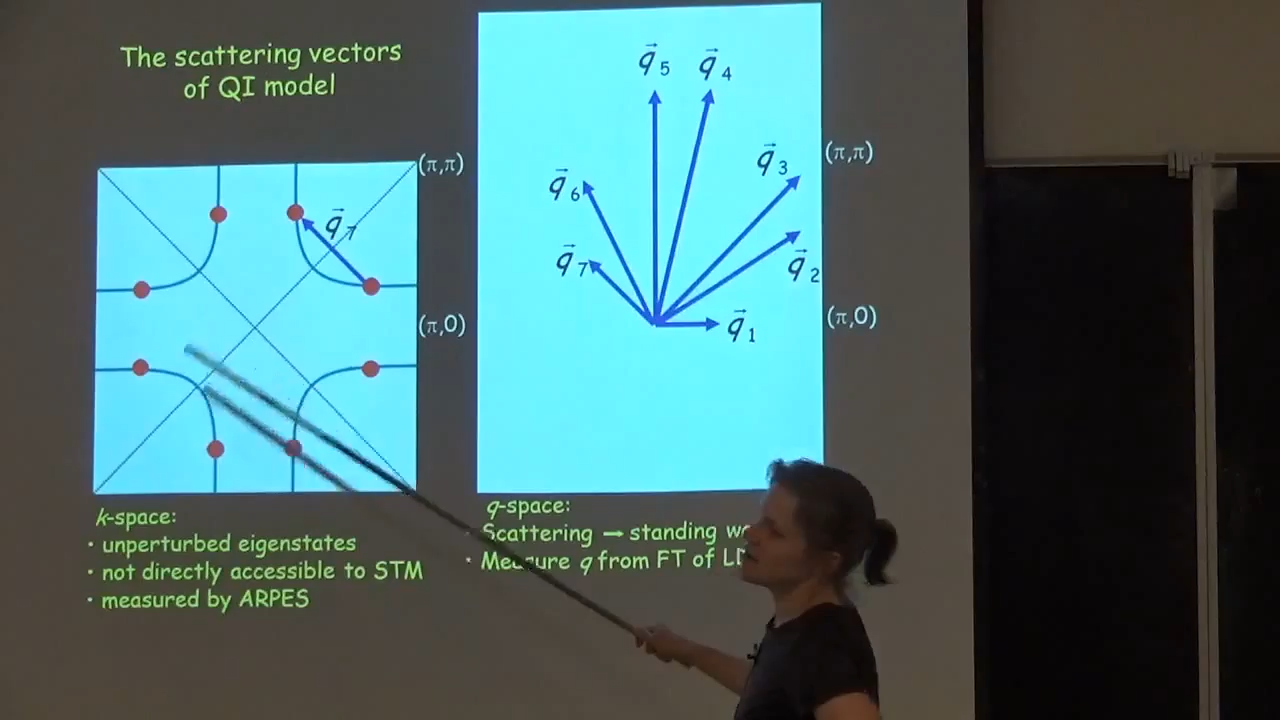 The scattering vectors
of QI model
(π,π)
q⃗ 7
(π,0)
k-space:
· unperturbed eigenstates
· not directly accessible to STM
· measured by ARPES
q⃗ 5
q⃗ 4
q⃗ 3
(π,π)
q⃗ 6
q⃗ 7
q⃗ 2
q⃗ 1
(π,0)
q-space:
Scattering → standing
· Measure q from FT of